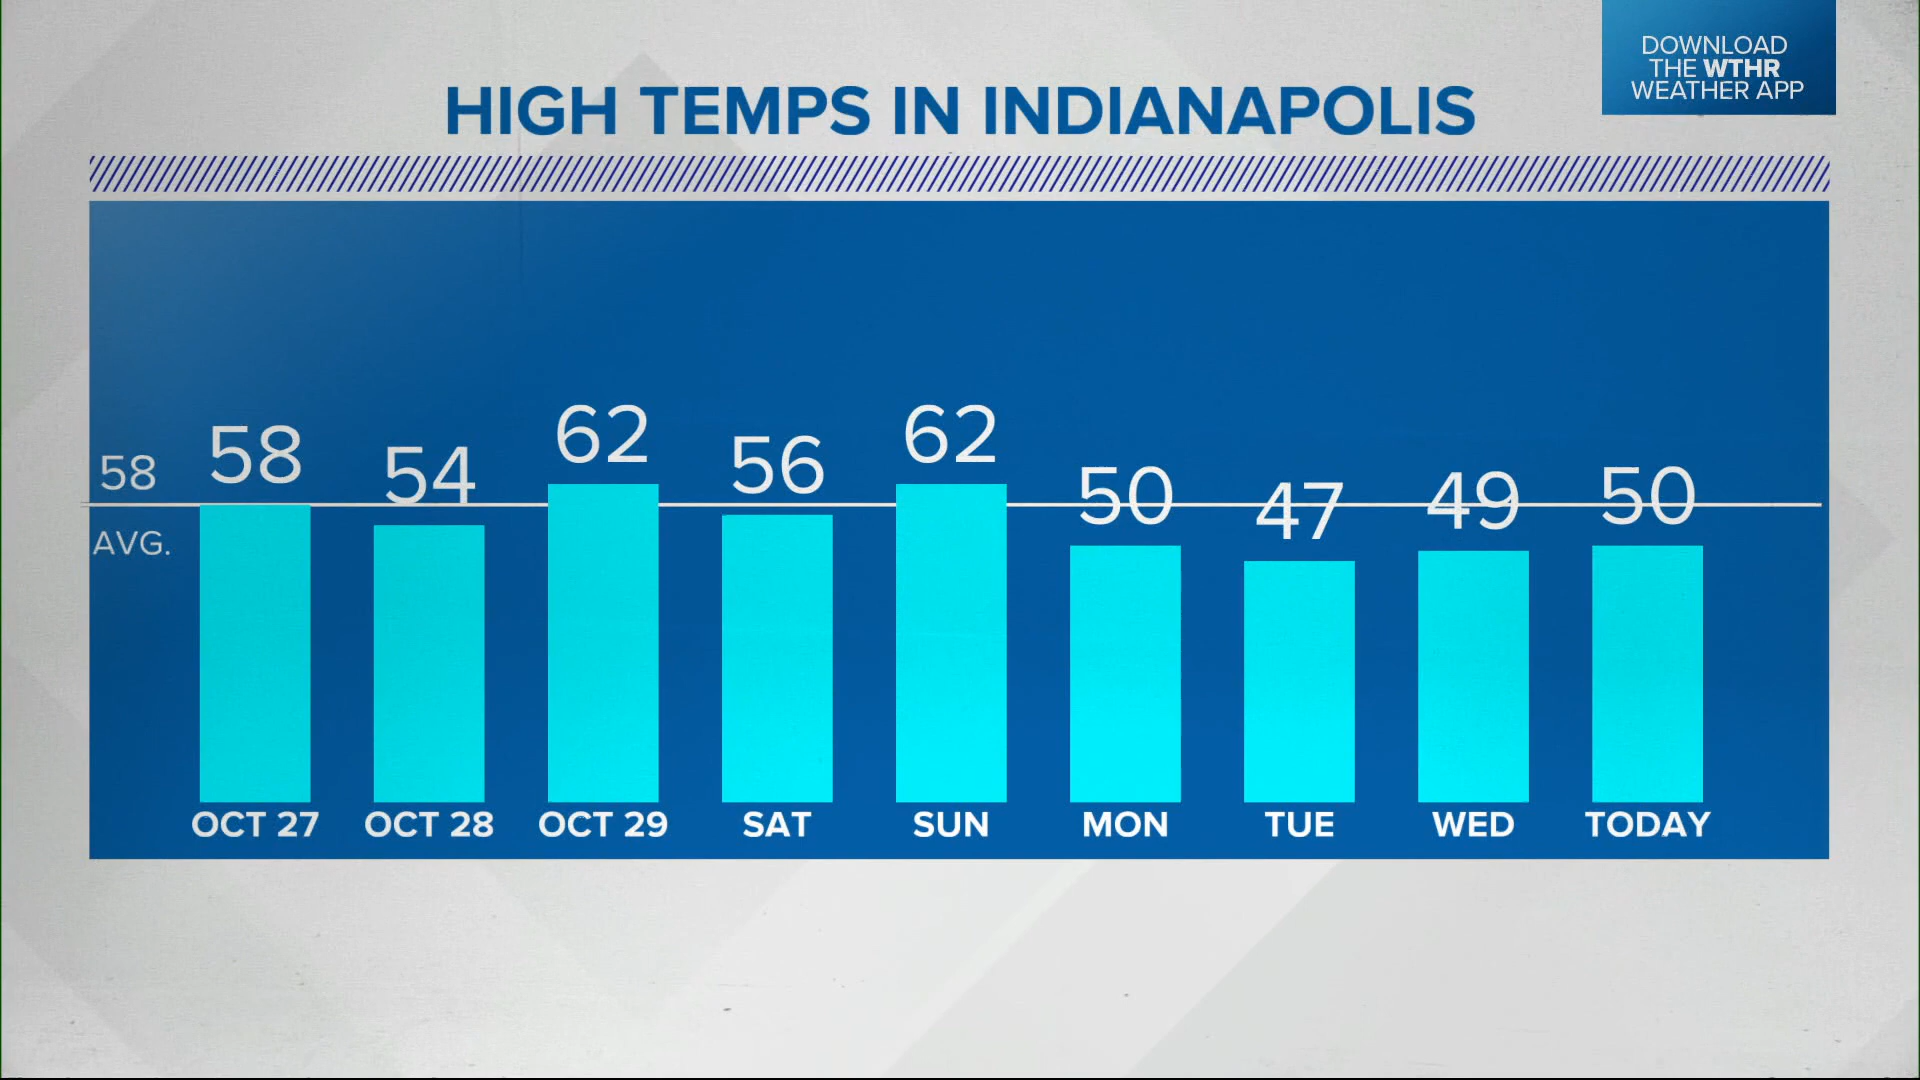 DOWNLOAD
THE WTHR
WEATHER APP
HIGH TEMPS IN INDIANAPOLIS
58
AVG.
58
54
62
56
62
50
47
49
50
OCT 27
OCT 28
OCT 29
SAT
SUN
MON
TUE
WED
TODAY